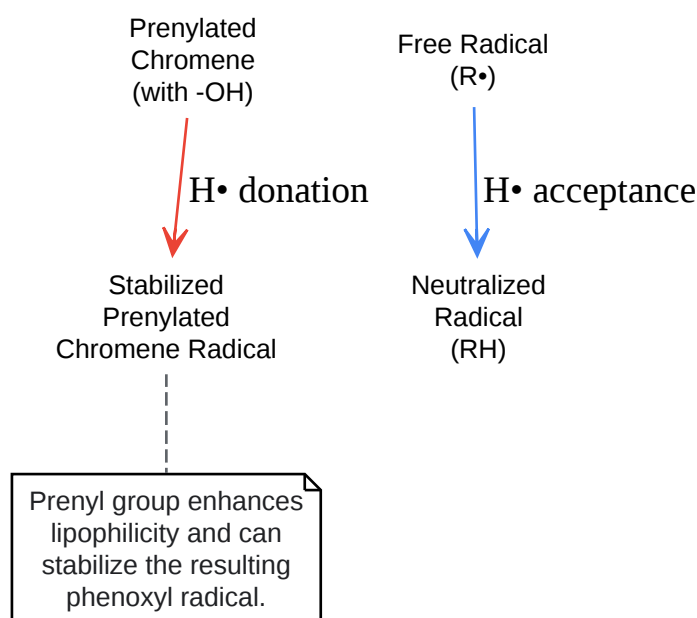 Prenylated
Chromene
(with -OH)
Free Radical
(R•)
H• donation
H• acceptance
Stabilized
Prenylated
Chromene Radical
Neutralized
Radical
(RH)
Prenyl group enhances
lipophilicity and can
stabilize the resulting
phenoxyl radical.